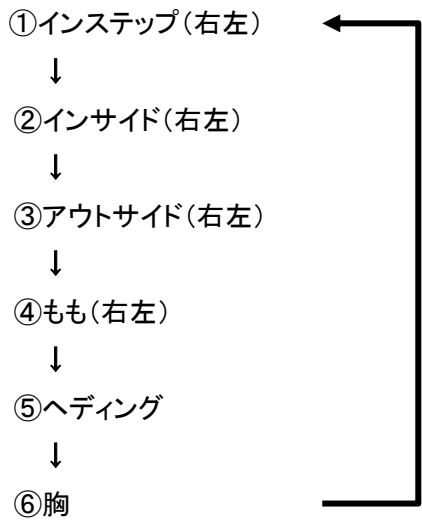 ①インステップ(右左)
↓
②インサイド(右左)
↓
③アウトサイド(右左)
↓
④もも(右左)
↓
⑤ヘディング
↓
⑥胸